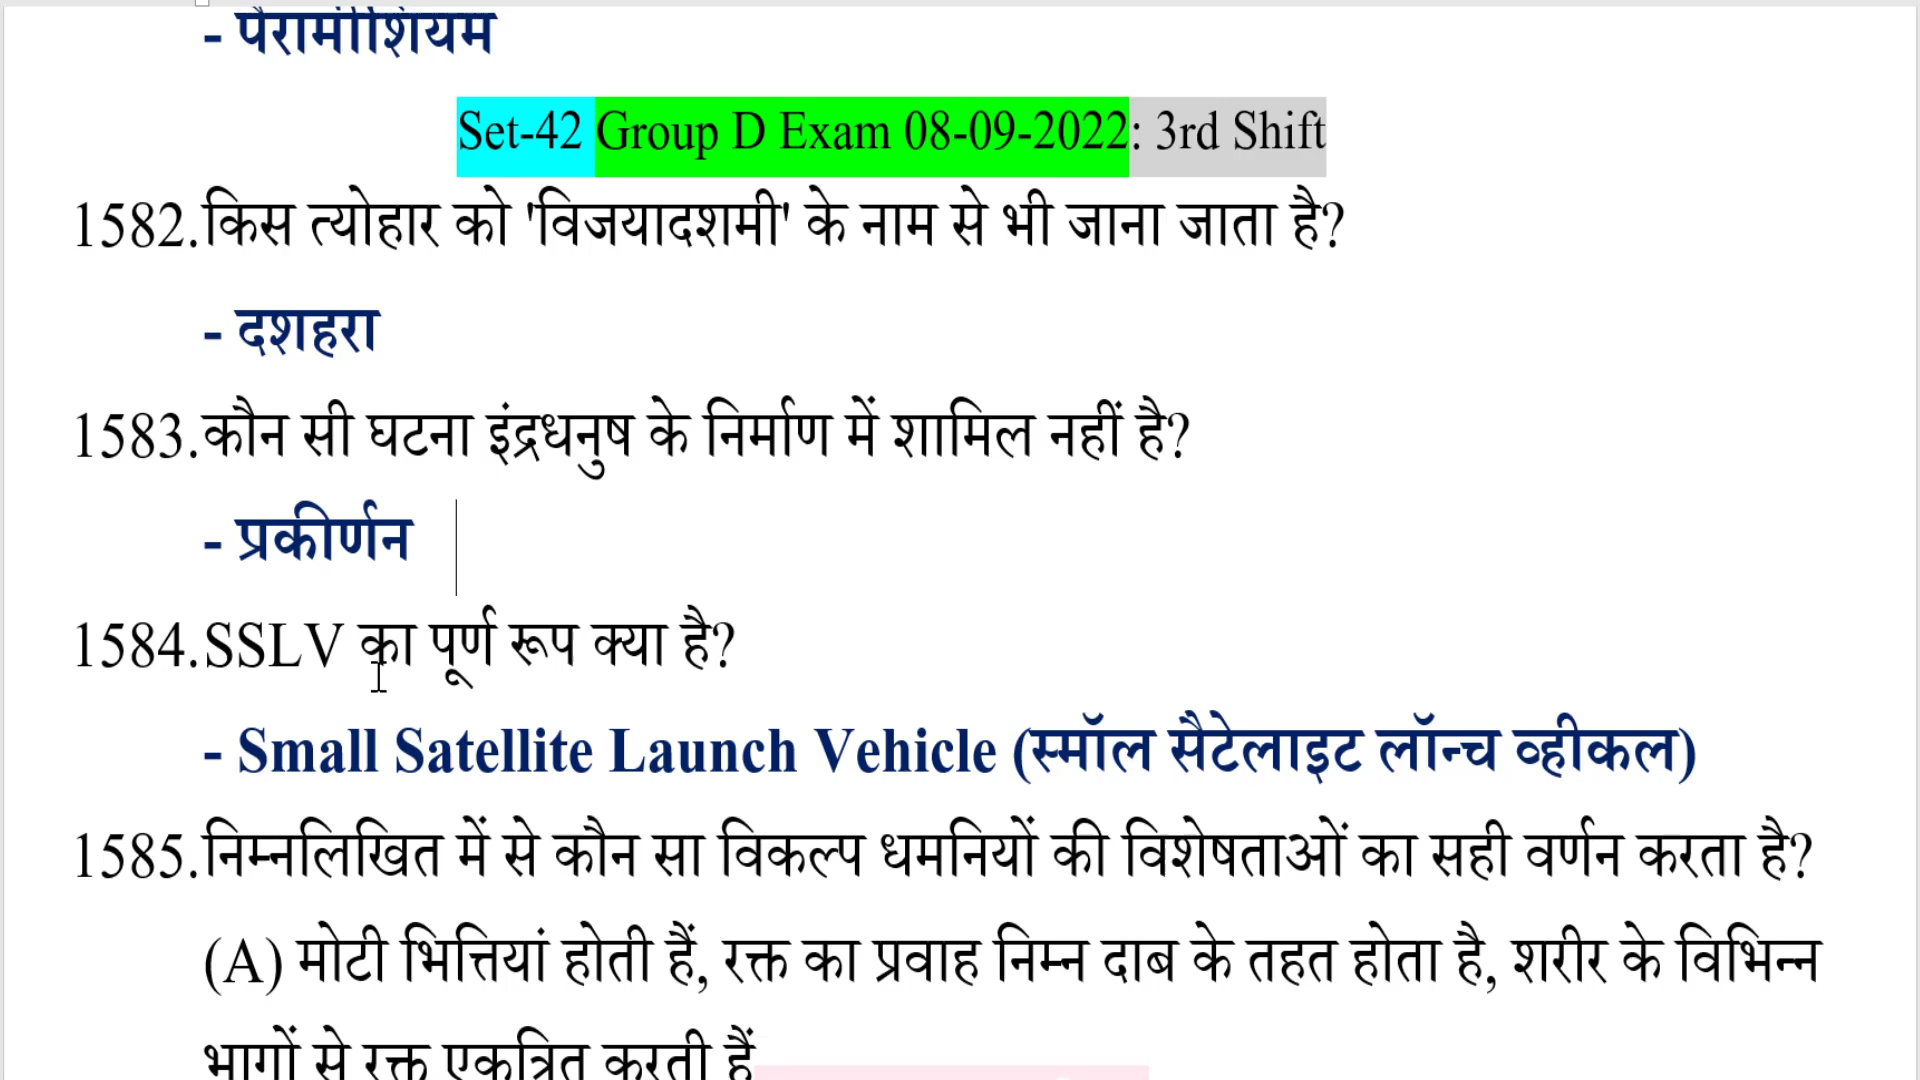 - पैरामीशियम
Set-42 Group D Exam 08-09-2022: 3rd Shift
1582.किस त्योहार को 'विजयादशमी' के नाम से भी जाना जाता है?
- दशहरा
1583.कौन सी घटना इंद्रधनुष के निर्माण में शामिल नहीं है?
- प्रकीर्णन
1584.SSLV का पूर्ण रूप क्या है?
- Small Satellite Launch Vehicle (स्मॉल सैटेलाइट लॉन्च व्हीकल)
1585.निम्नलिखित में से कौन सा विकल्प धमनियों की विशेषताओं का सही वर्णन करता है?
(A) मोटी भित्तियां होती हैं, रक्त का प्रवाह निम्न दाब के तहत होता है, शरीर के विभिन्न
भागों से रक्त एकत्रित करती हैं